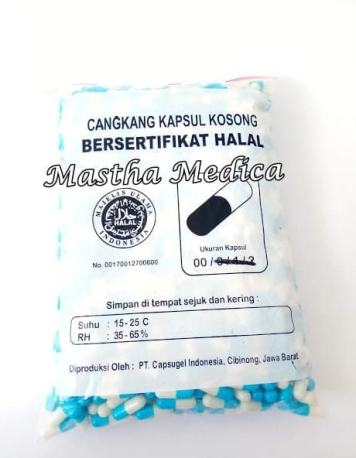 CANGKANG KAPSUL KOSONG
BERSERTIFIKAT HALAL
Mastha Medica
MAJELIS ULAMA INDONESIA
حلال
HALAL
No. 00170012700600
Ukuran Kapsul
00 / 0 / 1 / 2
Simpan di tempat sejuk dan kering :
Suhu : 15 - 25 C
RH : 35 - 65 %
Diproduksi Oleh : PT. Capsugel Indonesia, Cibinong, Jawa Barat